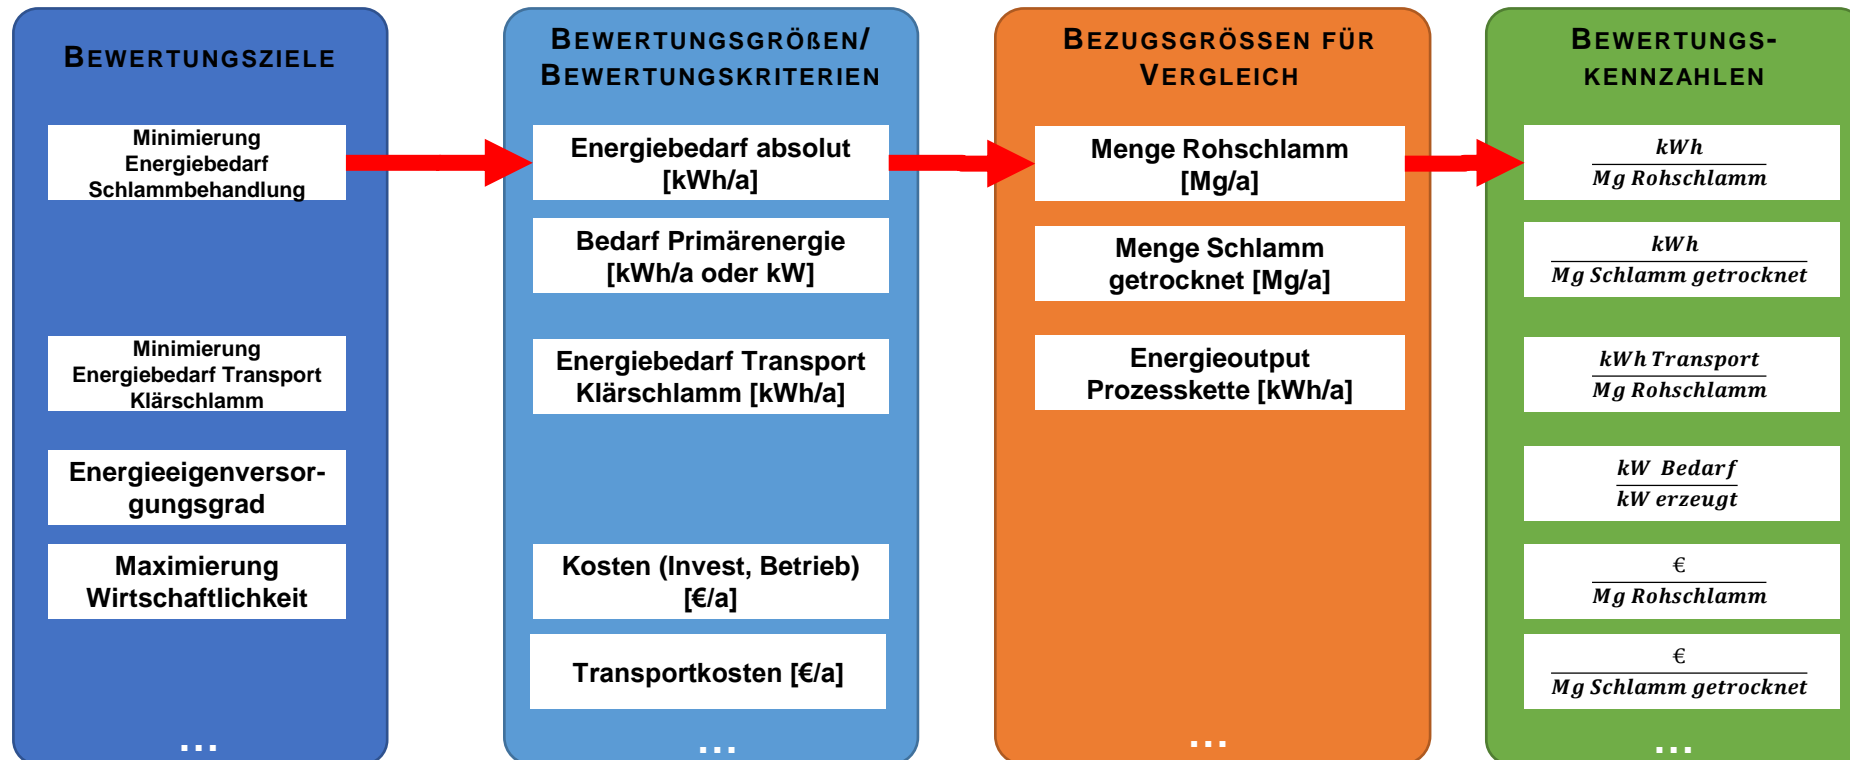 BEWERTUNGSZIELE
Minimierung
Energiebedarf
Schlammbehandlung
Minimierung
Energiebedarf Transport
Klärschlamm
Energieeigenversor-
gungsgrad
Maximierung
Wirtschaftlichkeit
...
BEWERTUNGSGRÖßEN/
BEWERTUNGSKRITERIEN
Energiebedarf absolut
[kWh/a]
Bedarf Primärenergie
[kWh/a oder kW]
Energiebedarf Transport
Klärschlamm [kWh/a]
Kosten (Invest, Betrieb)
[€/a]
Transportkosten [€/a]
...
BEZUGSGRÖSSEN FÜR
VERGLEICH
Menge Rohschlamm
[Mg/a]
Menge Schlamm
getrocknet [Mg/a]
Energieoutput
Prozesskette [kWh/a]
...
BEWERTUNGS-
KENNZAHLEN
kWh
Mg Rohschlamm
kWh
Mg Schlamm getrocknet
kWh Transport
Mg Rohschlamm
kW Bedarf
kW erzeugt
€
Mg Rohschlamm
€
Mg Schlamm getrocknet
...